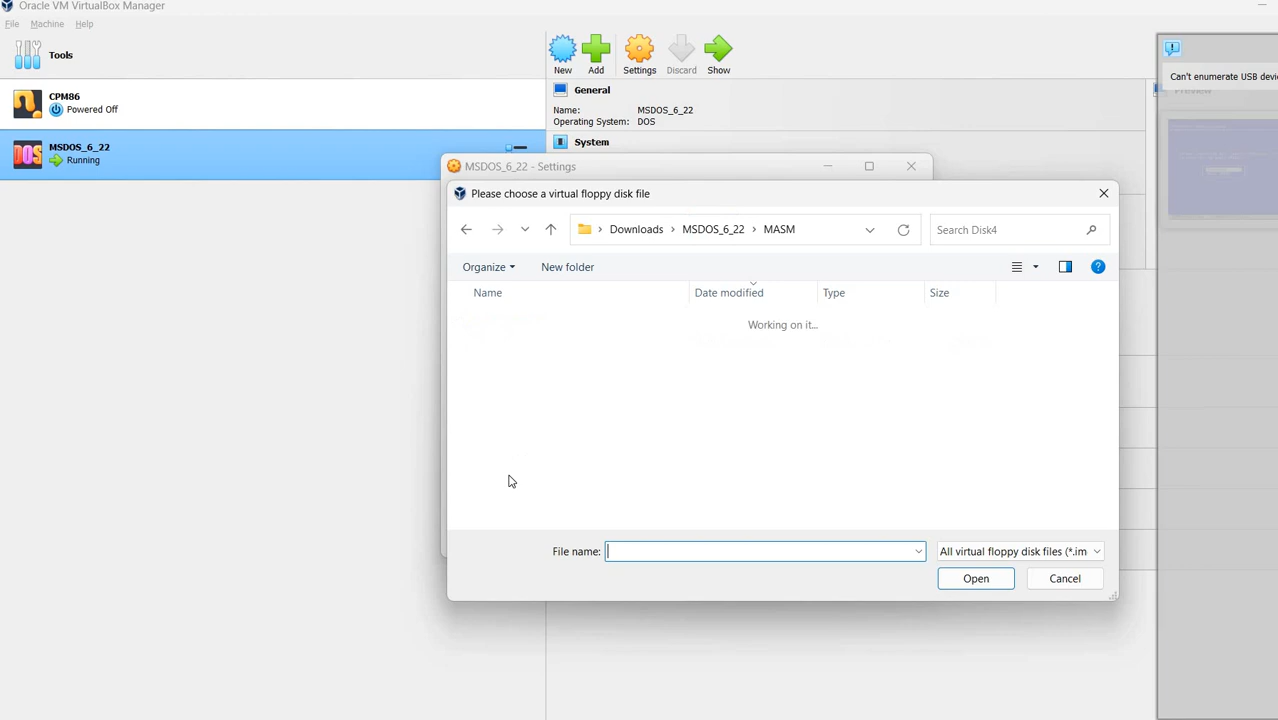 Oracle VM VirtualBox Manager
File Machine Help
Tools
New Add Settings Discard Show
CPM86
Powered Off
MSDOS_6_22
Running
General
Name: MSDOS_6_22
Operating System: DOS
System
Can't enumerate USB devi
Preview
MSDOS_6_22 - Settings
Please choose a virtual floppy disk file
Downloads > MSDOS_6_22 > MASM
Search Disk4
Organize
New folder
Name Date modified Type Size
Working on it...
File name:
All virtual floppy disk files (*.im
Open Cancel